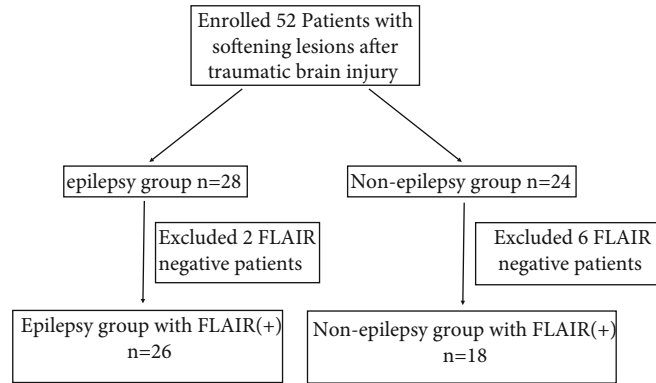 Enrolled 52 Patients with
softening lesions after
traumatic brain injury
epilepsy group n=28
Non-epilepsy group n=24
Excluded 2 FLAIR
negative patients
Excluded 6 FLAIR
negative patients
Epilepsy group with FLAIR(+)
n=26
Non-epilepsy group with FLAIR(+)
n=18